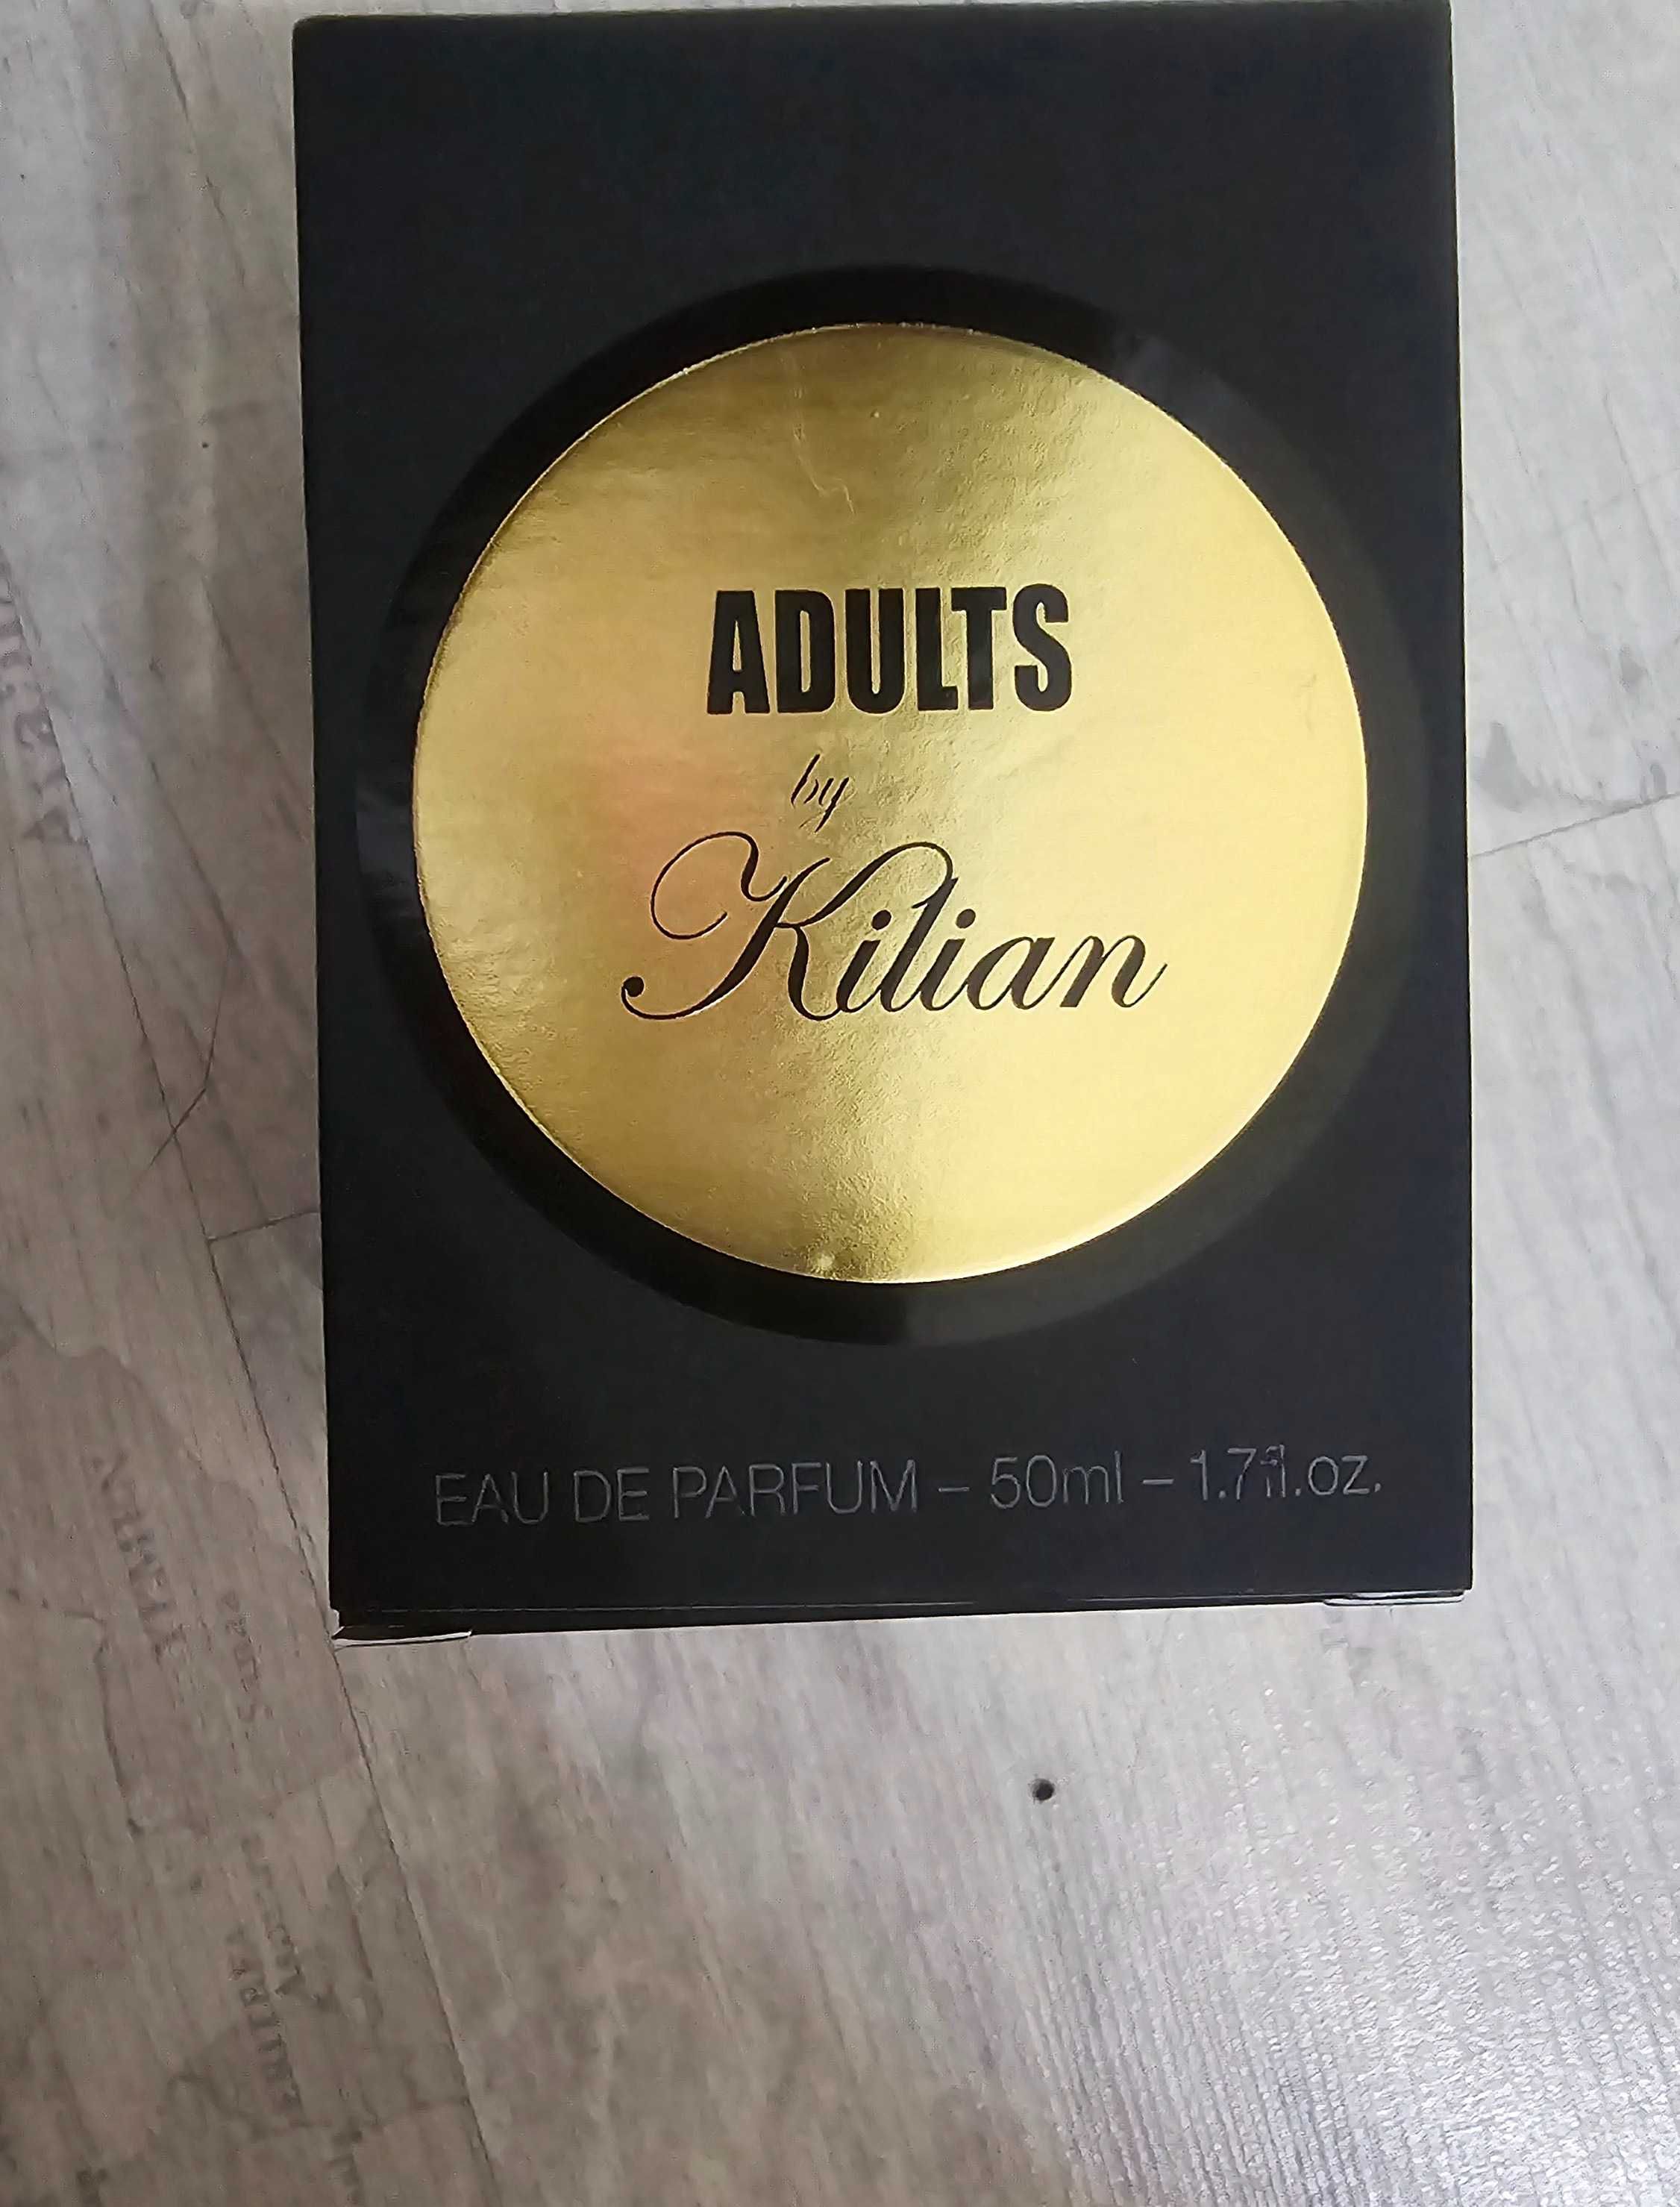 ADULTS
by
Kilian
EAU DE PARFUM – 50ml – 1.7fl.oz.